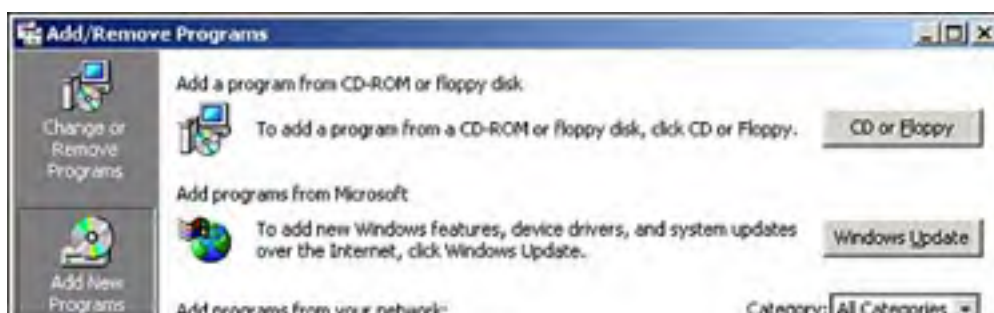 Add/Remove Programs
Change or
Remove
Programs
Add New
Programs
Add a program from CD-ROM or floppy disk
To add a program from a CD-ROM or floppy disk, click CD or Floppy.
CD or Floppy
Add programs from Microsoft
To add new Windows features, device drivers, and system updates
over the Internet, click Windows Update.
Windows Update
Add programs from your network:
Category: All Categories